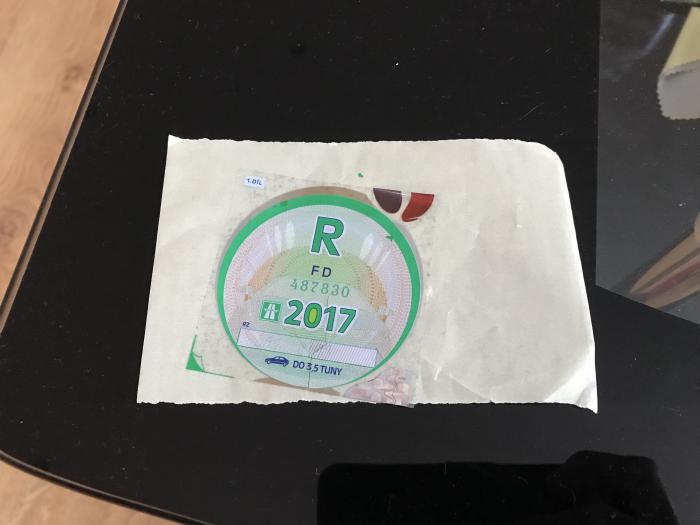 1. DÍL
R
FD
487830
2017
RZ
DO 3,5 TUNY